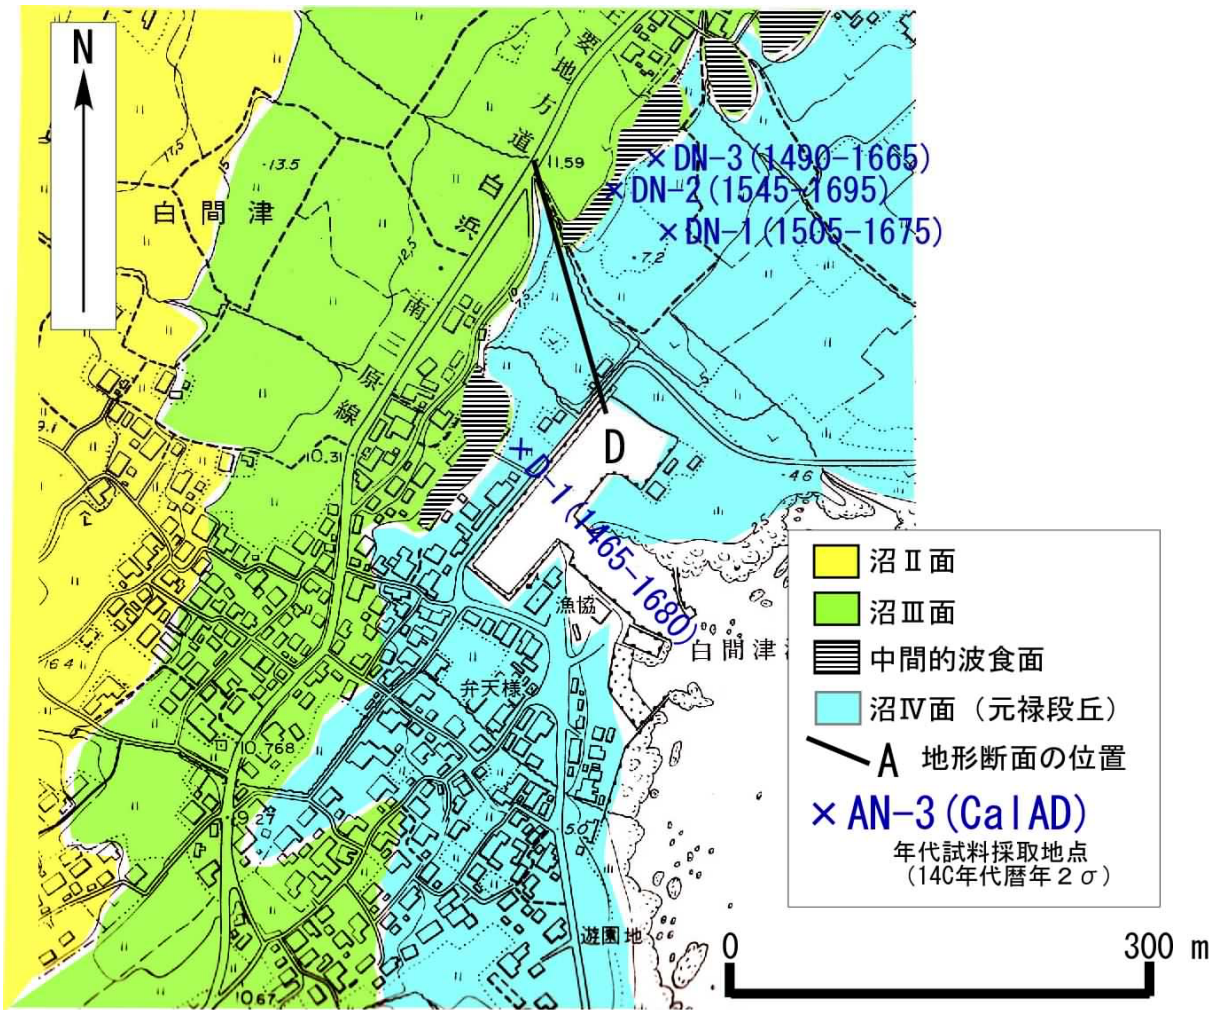 N
主
要
地
方
道
白
浜
南
三
原
線
17.5
15
13.5
白間津
12.5
11.59
× DN-3(1490-1665)
× DN-2(1545-1695)
× DN-1(1505-1675)
7.2
10.31
9.1
D
× D-1(1465-1680)
4.6
2.5
漁協
白間津
弁天様
16.4
10.768
9.27
5.0
遊園地
10.67
沼Ⅱ面
沼Ⅲ面
中間的波食面
沼Ⅳ面（元禄段丘）
A 地形断面の位置
× AN-3(CalAD)
年代試料採取地点
（14C年代暦年２σ）
0 300 m